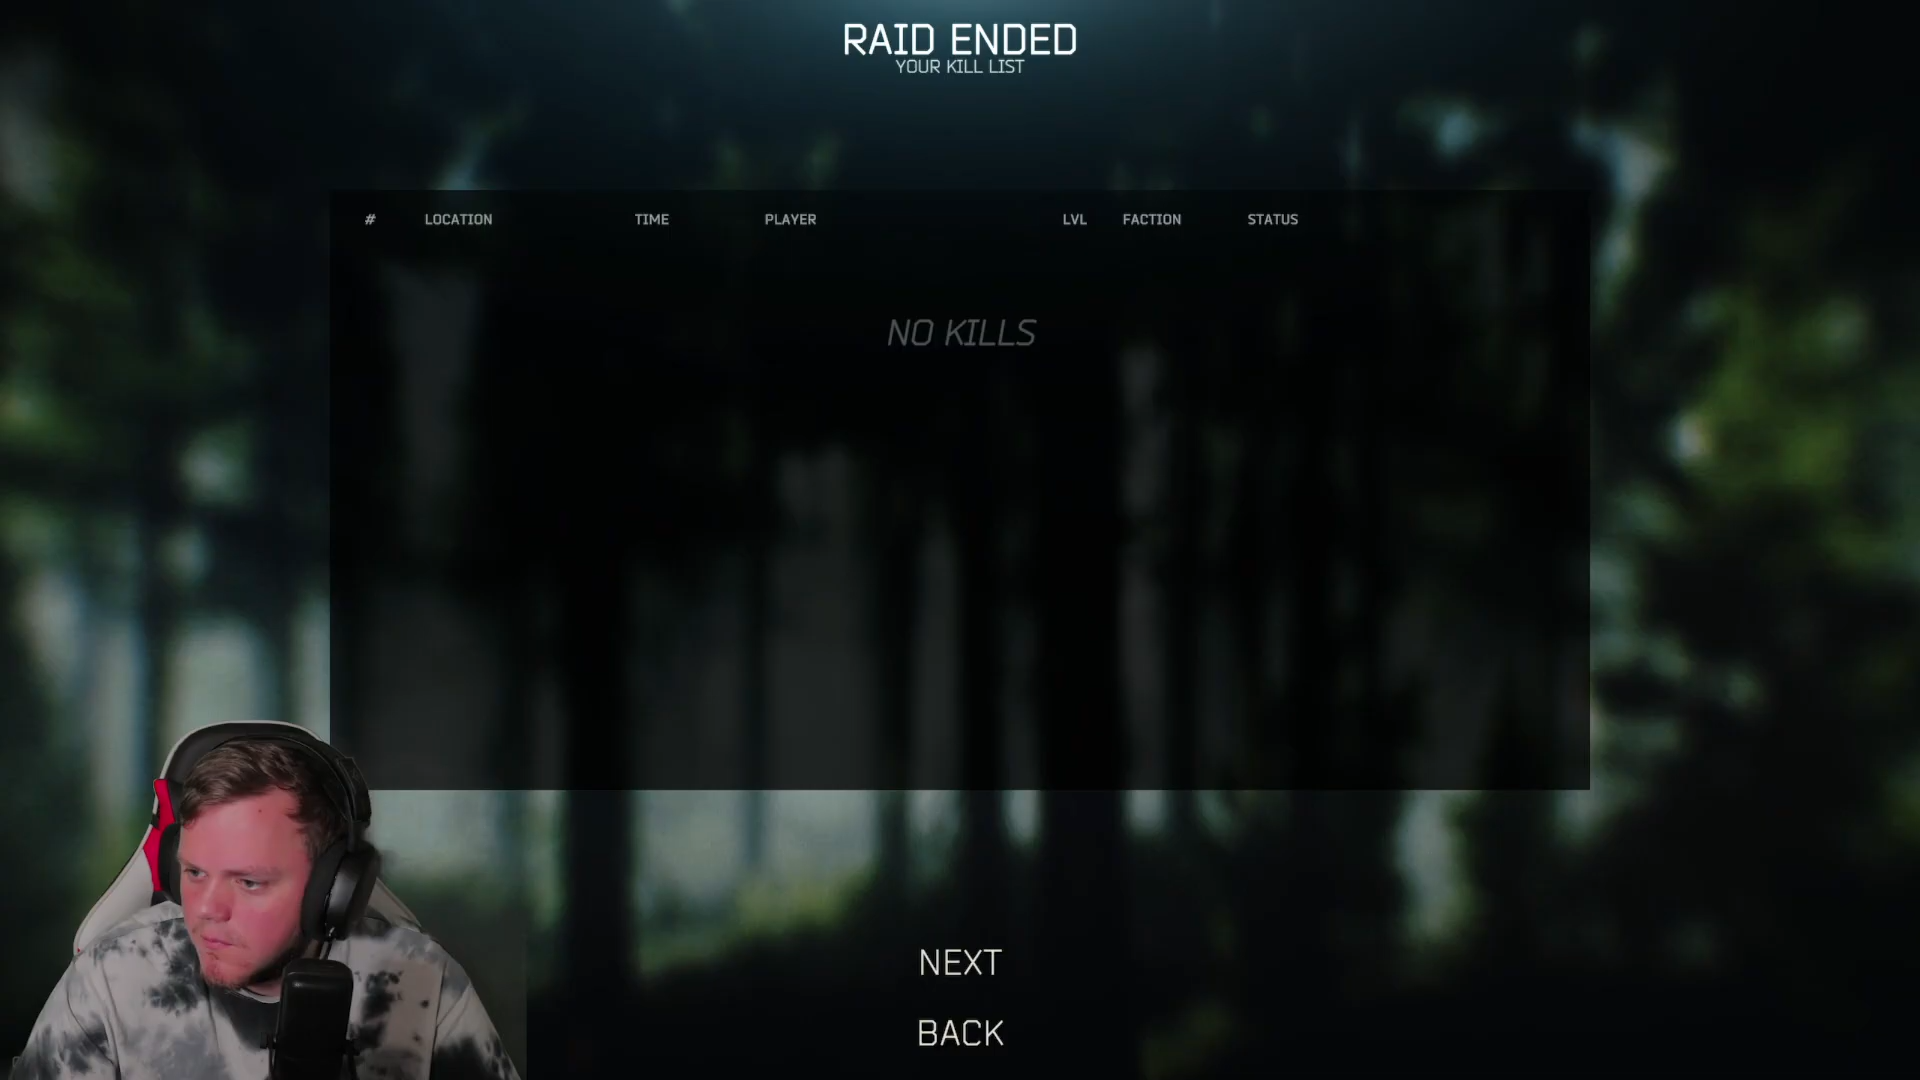 RAID ENDED
YOUR KILL LIST
# LOCATION TIME PLAYER LVL FACTION STATUS
NO KILLS
NEXT
BACK